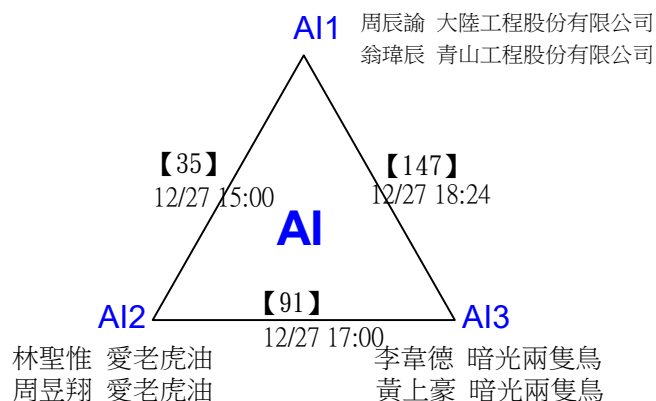 AI1 周辰諭 大陸工程股份有限公司
翁瑋辰 青山工程股份有限公司
【35】 【147】
12/27 15:00 12/27 18:24
AI
【91】
AI2 AI3
12/27 17:00
林聖惟 愛老虎油 李韋德 暗光兩隻鳥
周昱翔 愛老虎油 黃上豪 暗光兩隻鳥